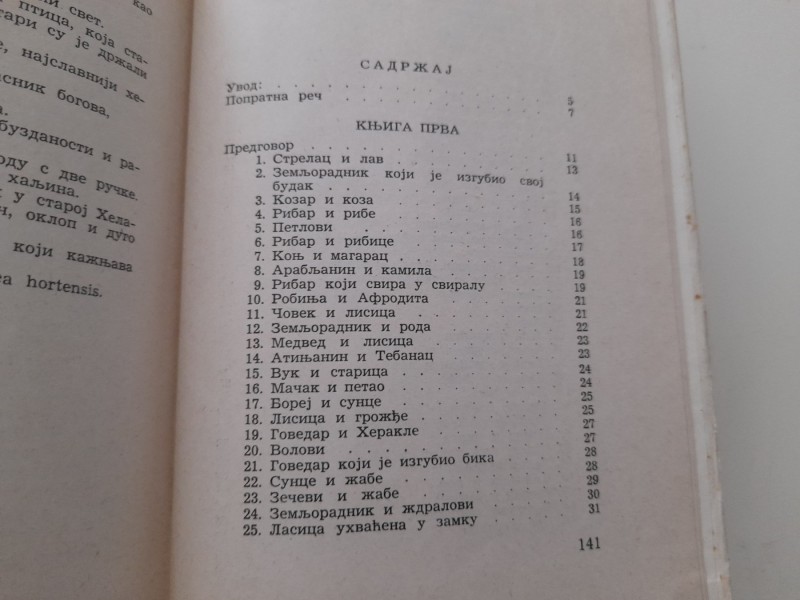 као
свет.
птица, која ста-
су је држали
најславнији хе-
богова,
и ра-
с две ручке.
хаљина.
у старој Хела-
оклоп и дуго
који кажњава
hortensis.
САДРЖАЈ
Увод: . . . . . . . . . . 5
Попратна реч . . . . . . . . . . 7
КЊИГА ПРВА
Предговор . . . . . . . . . . 11
1. Стрелац и лав . . . . . . . . 13
2. Земљорадник који је изгубио свој
будак . . . . . . . . . . 14
3. Козар и коза . . . . . . . . 15
4. Рибар и рибе . . . . . . . . 16
5. Петлови . . . . . . . . . . 16
6. Рибар и рибице . . . . . . . 17
7. Коњ и магарац . . . . . . . 18
8. Арабљанин и камила . . . . . . 19
9. Рибар који свира у свиралу . . . . 19
10. Робиња и Афродита . . . . . . 21
11. Човек и лисица . . . . . . . 21
12. Земљорадник и рода . . . . . . 22
13. Медвед и лисица . . . . . . . 23
14. Атињанин и Тебанац . . . . . . 23
15. Вук и старица . . . . . . . 24
16. Мачак и петао . . . . . . . 24
17. Бореј и сунце . . . . . . . 25
18. Лисица и грожђе . . . . . . . 25
19. Говедар и Херакле . . . . . . 27
20. Волови . . . . . . . . . . 27
21. Говедар који је изгубио бика . . . 28
22. Сунце и жабе . . . . . . . . 28
23. Зечеви и жабе . . . . . . . 29
24. Земљорадник и ждралови . . . . . 30
25. Ласица ухваћена у замку . . . . . 31
141